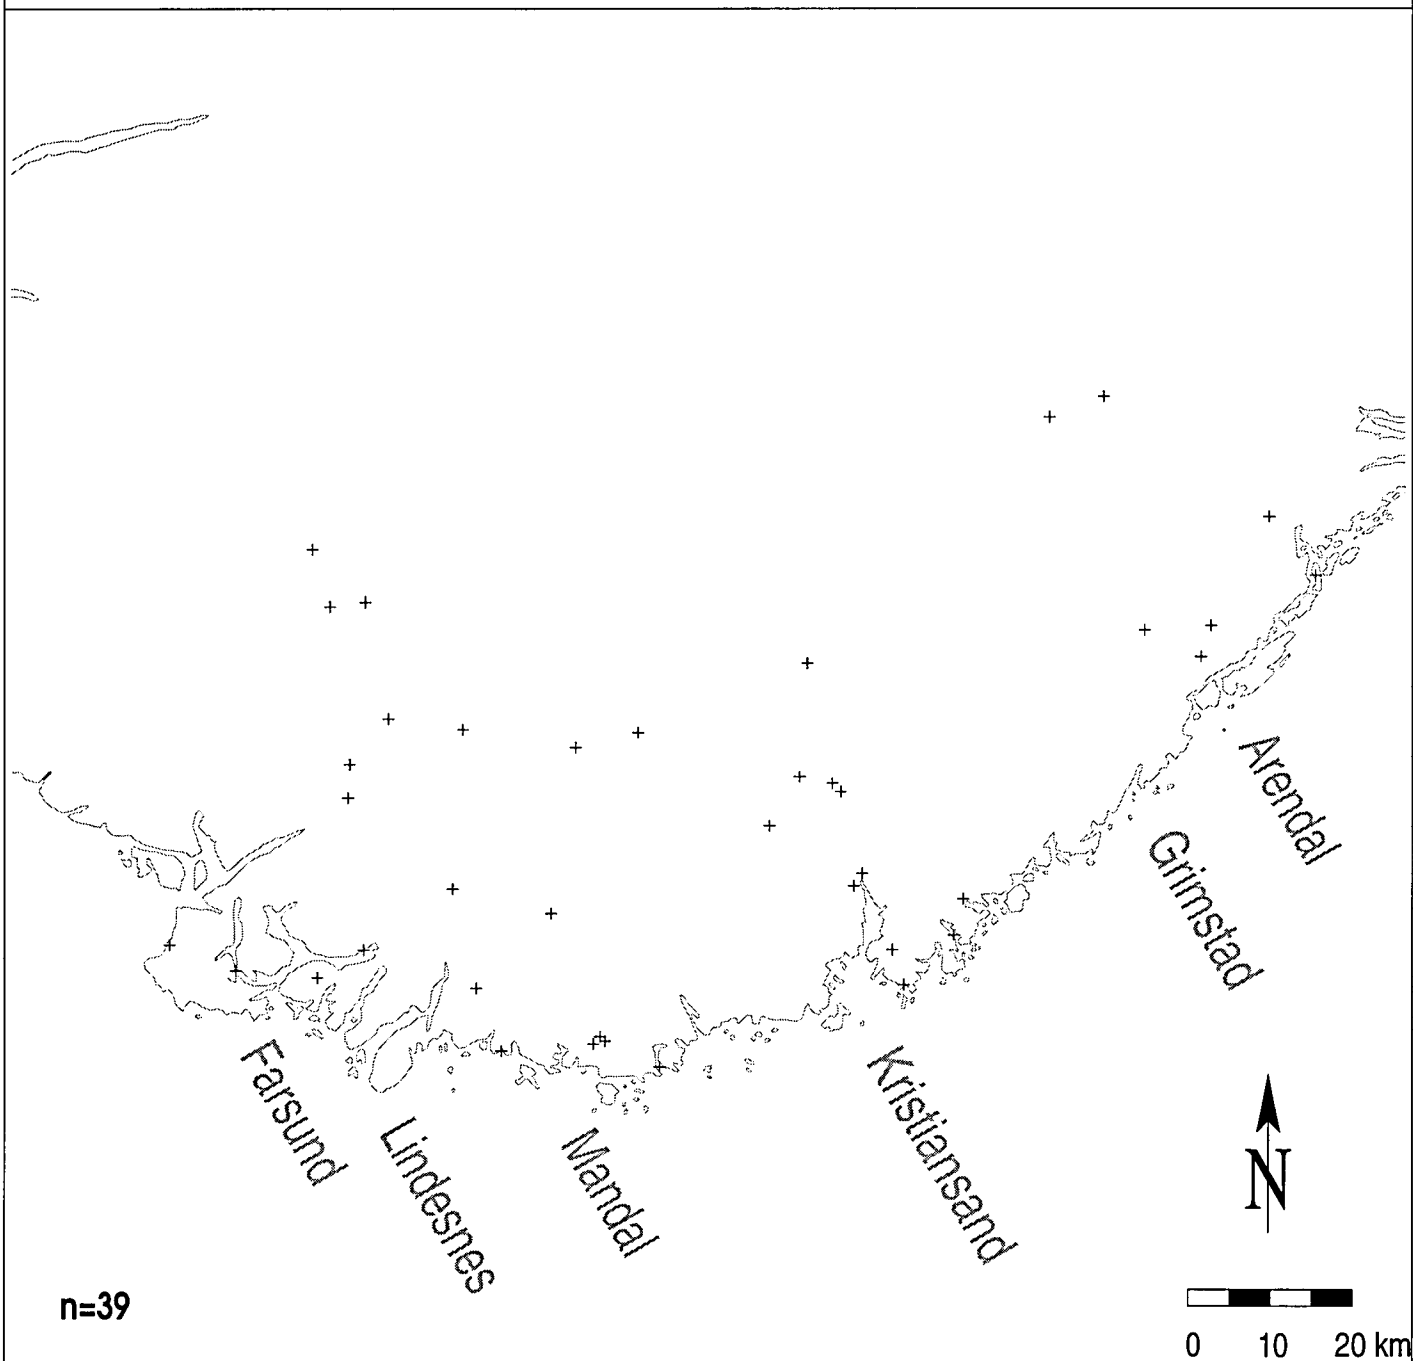 Arendal
Grimstad
Kristiansand
Mandal
Lindesnes
Farsund
N
n=39
0 10 20 km